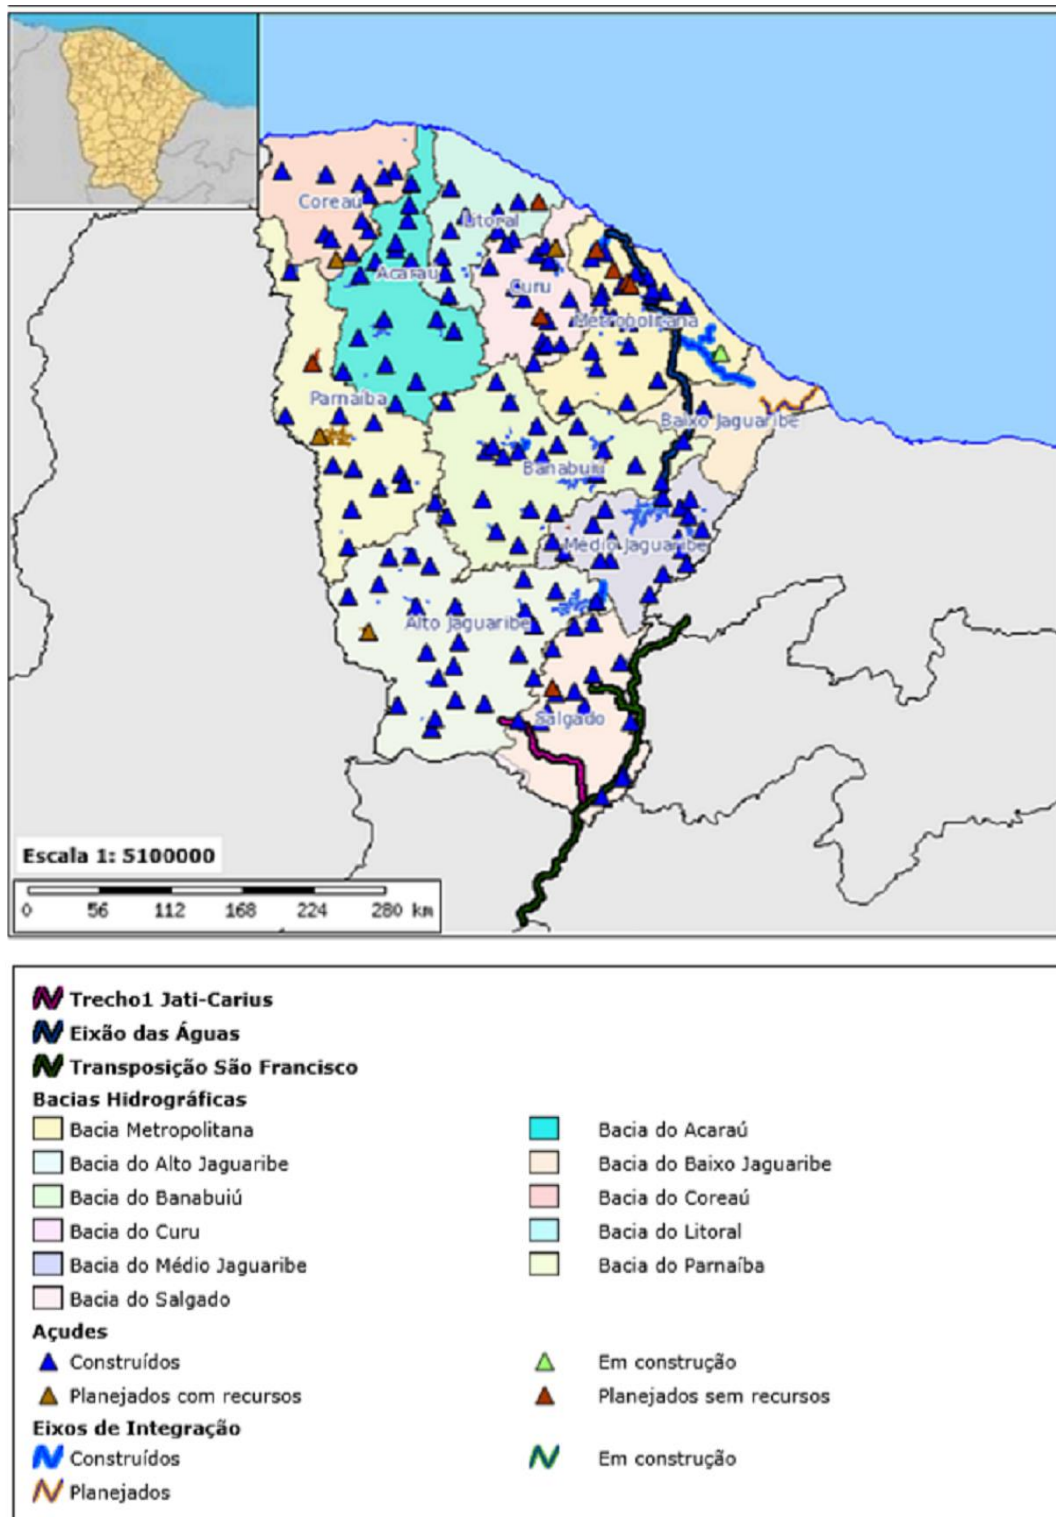 Coreaú
Litoral
Acaraú
Curu
Metropolitana
Parnaíba
Baixo Jaguaribe
Banabuiú
Médio Jaguaribe
Alto Jaguaribe
Salgado
Escala 1: 5100000
0 56 112 168 224 280 km
Trecho1 Jati-Carius
Eixão das Águas
Transposição São Francisco
Bacias Hidrográficas
Bacia Metropolitana Bacia do Acaraú
Bacia do Alto Jaguaribe Bacia do Baixo Jaguaribe
Bacia do Banabuiú Bacia do Coreaú
Bacia do Curu Bacia do Litoral
Bacia do Médio Jaguaribe Bacia do Parnaíba
Bacia do Salgado
Açudes
Construídos Em construção
Planejados com recursos Planejados sem recursos
Eixos de Integração
Construídos Em construção
Planejados